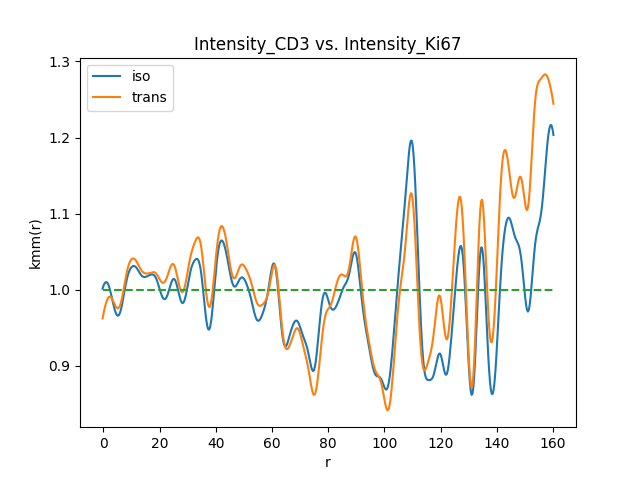 Intensity_CD3 vs. Intensity_Ki67
iso
trans
kmm(r)
1.3
1.2
1.1
1.0
0.9
0 20 40 60 80 100 120 140 160
r